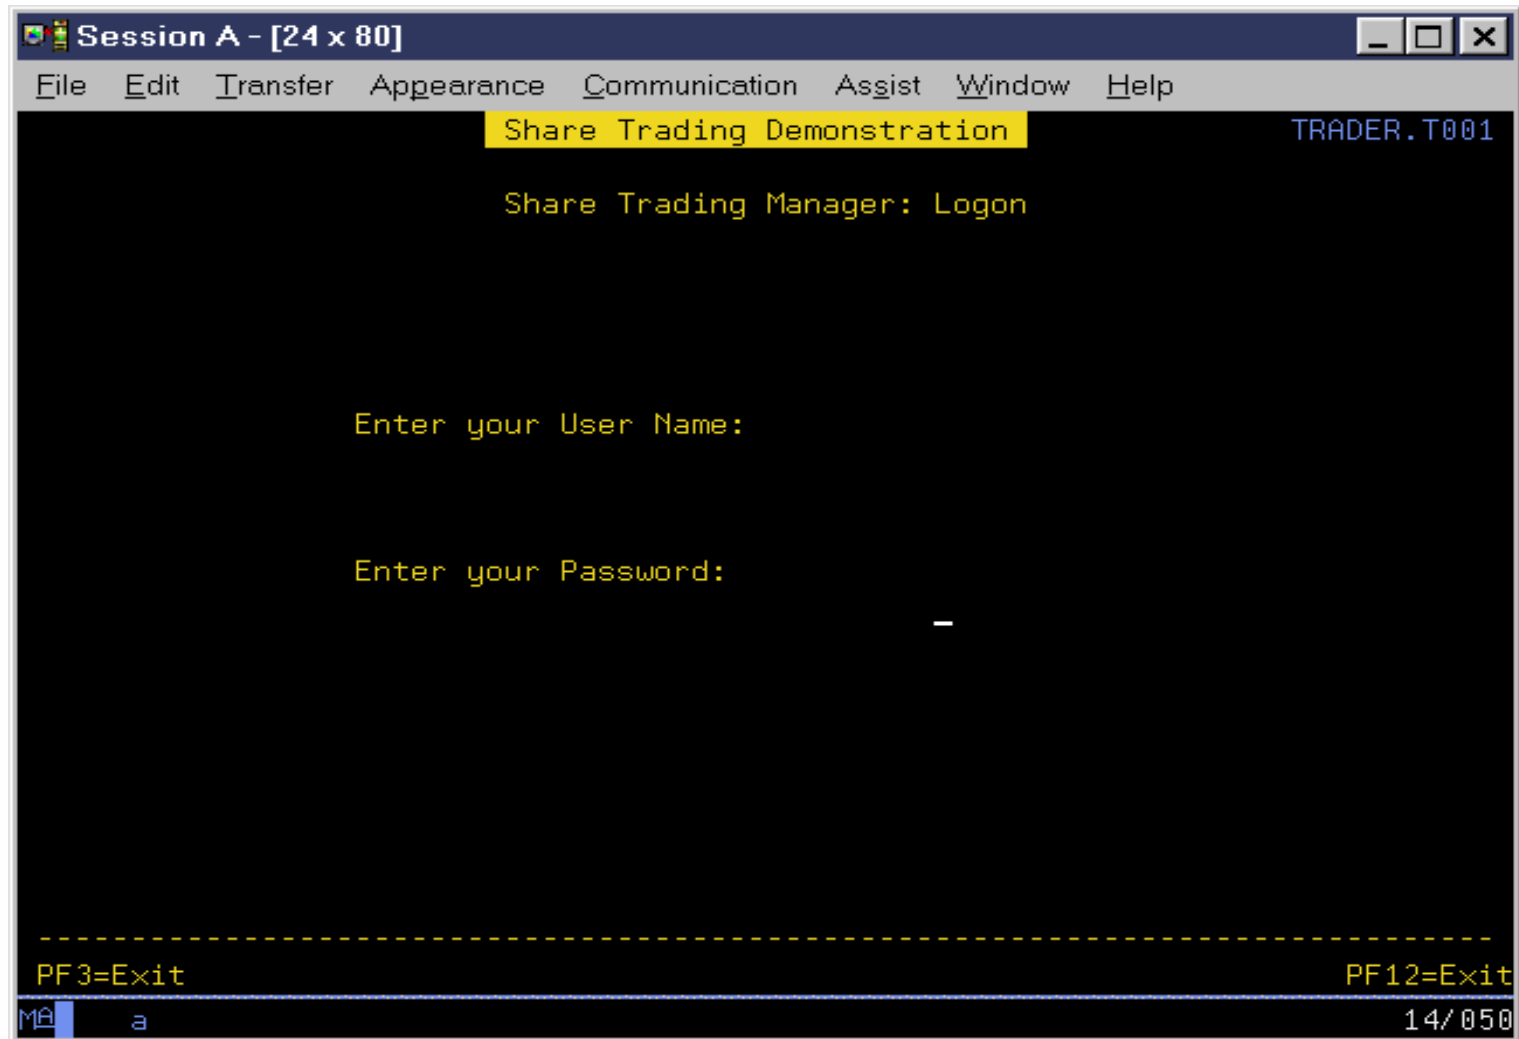 Session A - [24 x 80]
File Edit Transfer Appearance Communication Assist Window Help
Share Trading Demonstration TRADER.T001
Share Trading Manager: Logon
Enter your User Name:
Enter your Password:
--------------------------------------------------------------------------------
PF3=Exit PF12=Exit
MA a 14/050